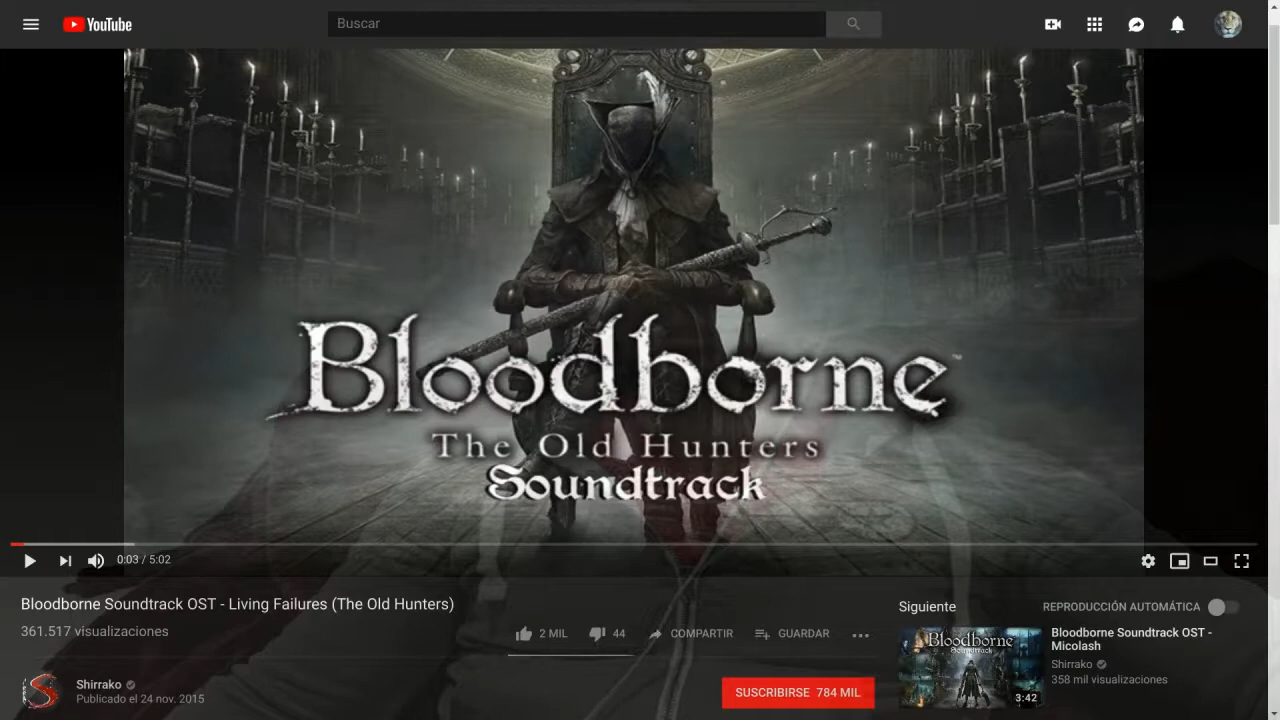 YouTube
Buscar
Bloodborne™
The Old Hunters
Soundtrack
0:03 / 5:02
Bloodborne Soundtrack OST - Living Failures (The Old Hunters)
361.517 visualizaciones
2 MIL
44
COMPARTIR
GUARDAR
Shirrako
Publicado el 24 nov. 2015
SUSCRIBIRSE 784 MIL
Siguiente
REPRODUCCIÓN AUTOMÁTICA
Bloodborne
Soundtrack
3:42
Bloodborne Soundtrack OST -
Micolash
Shirrako
358 mil visualizaciones